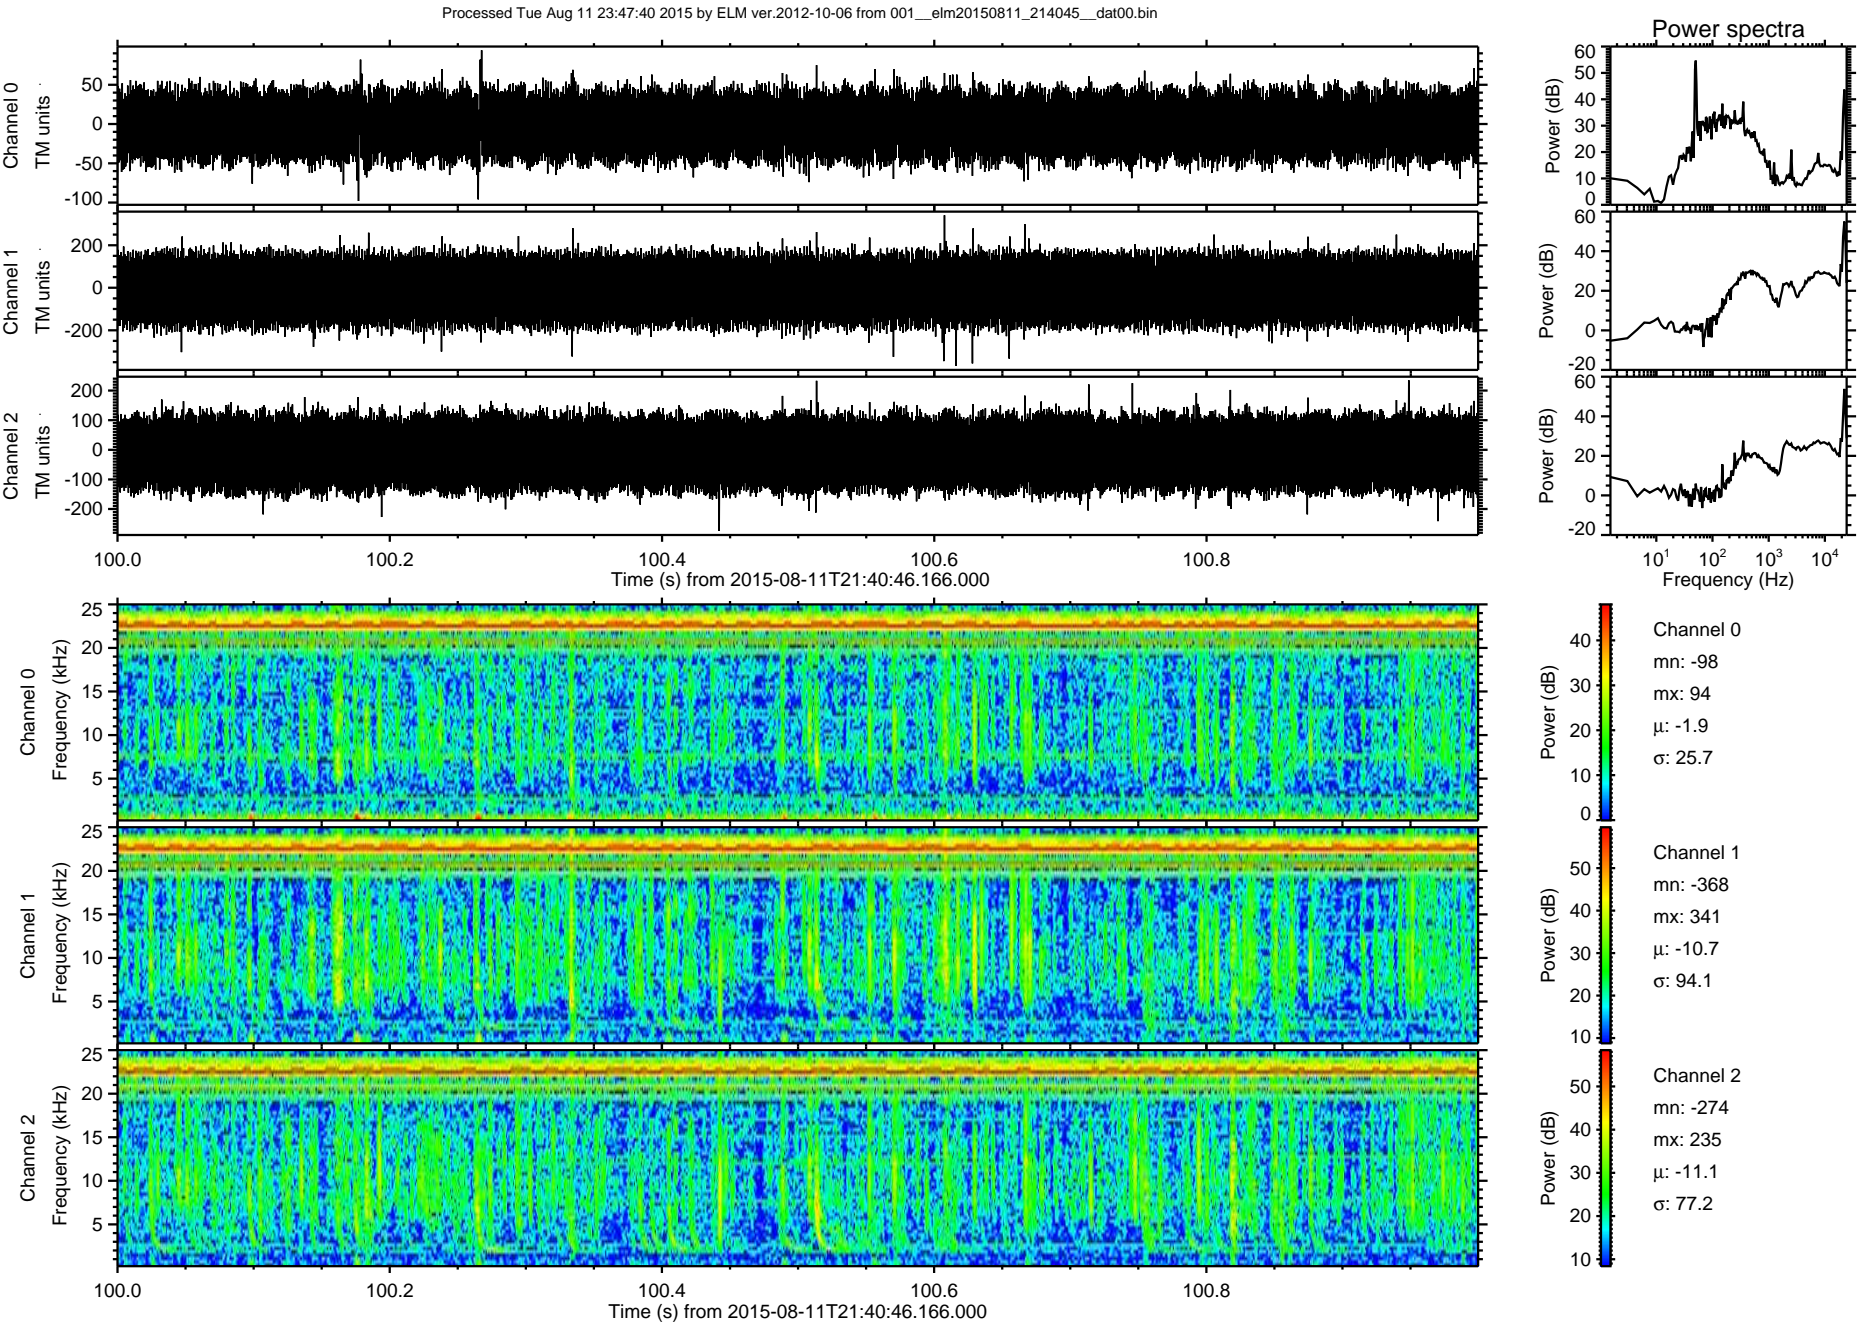 Processed Tue Aug 11 23:47:40 2015 by ELM ver.2012-10-06 from 001__elm20150811_214045__dat00.bin
Power spectra
Channel 0
TM units
50
0
-50
-100
Power (dB)
60
50
40
30
20
10
0
Channel 1
TM units
200
0
-200
Power (dB)
60
40
20
0
-20
Channel 2
TM units
200
100
0
-100
-200
Power (dB)
60
40
20
0
-20
100.0 100.2 100.4 100.6 100.8
Time (s) from 2015-08-11T21:40:46.166.000
10¹ 10² 10³ 10⁴
Frequency (Hz)
Channel 0
Frequency (kHz)
25
20
15
10
5
Power (dB)
40
30
20
10
0
Channel 0
mn: -98
mx: 94
μ: -1.9
σ: 25.7
Channel 1
Frequency (kHz)
25
20
15
10
5
Power (dB)
50
40
30
20
10
Channel 1
mn: -368
mx: 341
μ: -10.7
σ: 94.1
Channel 2
Frequency (kHz)
25
20
15
10
5
Power (dB)
50
40
30
20
10
Channel 2
mn: -274
mx: 235
μ: -11.1
σ: 77.2
100.0 100.2 100.4 100.6 100.8
Time (s) from 2015-08-11T21:40:46.166.000